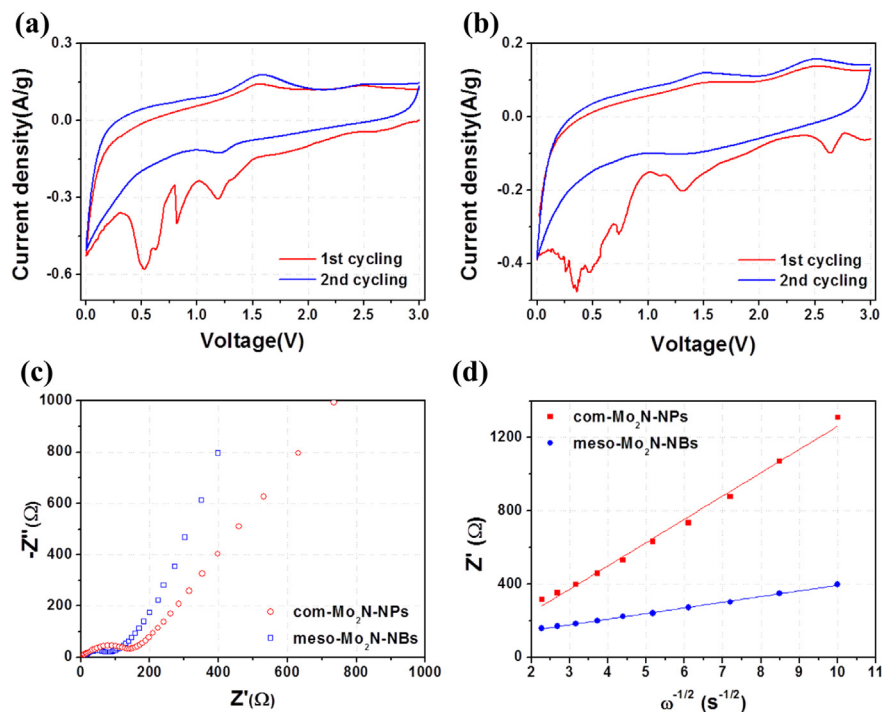 (a)
0.3
0.0
-0.3
-0.6
Current density(A/g)
1st cycling
2nd cycling
0.0 0.5 1.0 1.5 2.0 2.5 3.0
Voltage(V)
(b)
0.2
0.0
-0.2
-0.4
Current density(A/g)
1st cycling
2nd cycling
0.0 0.5 1.0 1.5 2.0 2.5 3.0
Voltage(V)
(c)
1000
800
600
400
200
0
-Z''(Ω)
com-Mo₂N-NPs
meso-Mo₂N-NBs
0 200 400 600 800 1000
Z'(Ω)
(d)
com-Mo₂N-NPs
meso-Mo₂N-NBs
1200
800
400
0
Z' (Ω)
2 3 4 5 6 7 8 9 10 11
ω⁻¹/² (s⁻¹/²)